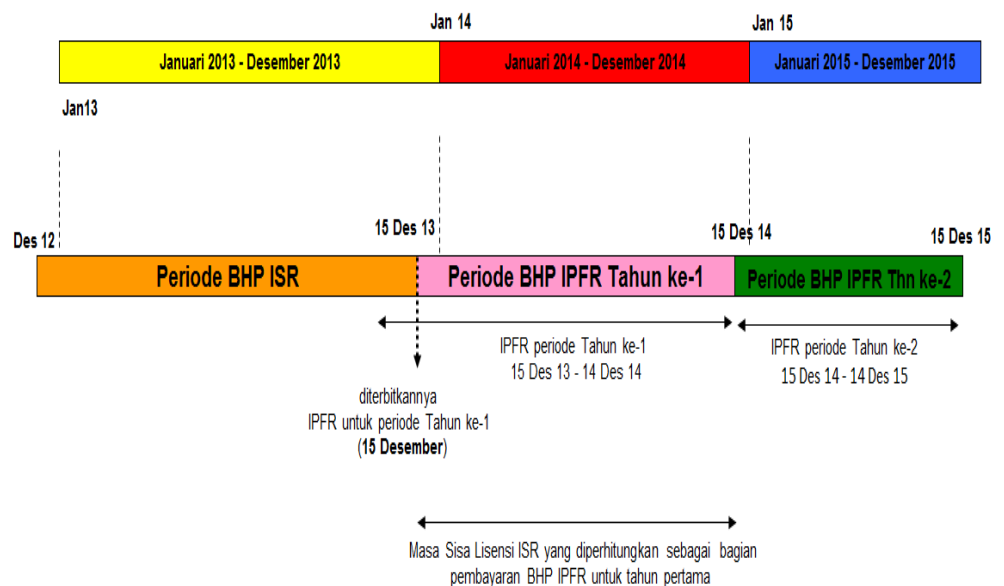 Jan 14
Jan 15
Januari 2013 - Desember 2013
Januari 2014 - Desember 2014
Januari 2015 - Desember 2015
Jan13
Des 12
15 Des 13
15 Des 14
15 Des 15
Periode BHP ISR
Periode BHP IPFR Tahun ke-1
Periode BHP IPFR Thn ke-2
IPFR periode Tahun ke-1
15 Des 13 - 14 Des 14
IPFR periode Tahun ke-2
15 Des 14 - 14 Des 15
diterbitkannya
IPFR untuk periode Tahun ke-1
(15 Desember)
Masa Sisa Lisensi ISR yang diperhitungkan sebagai bagian
pembayaran BHP IPFR untuk tahun pertama